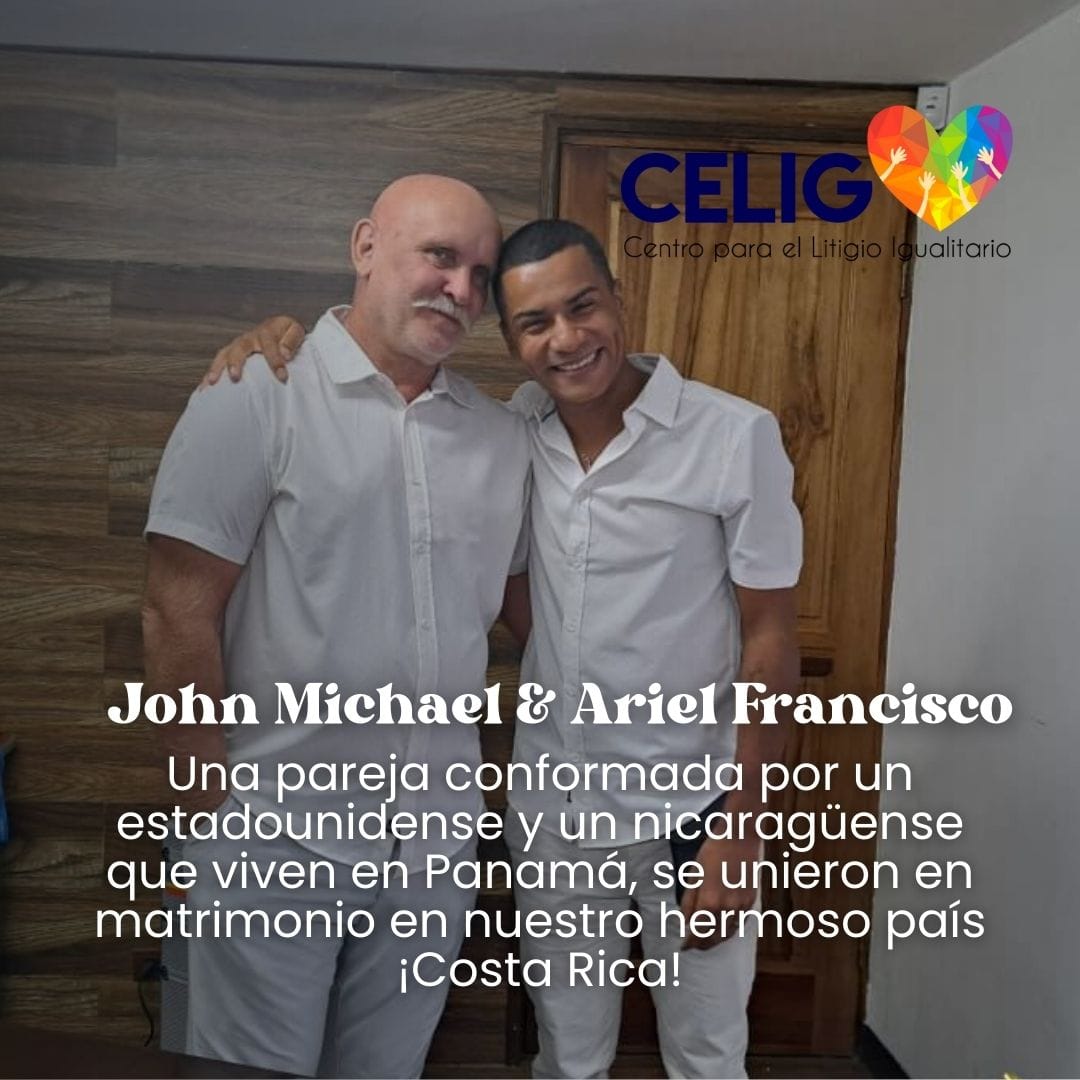 CELIG
Centro para el Litigio Igualitario
John Michael & Ariel Francisco
Una pareja conformada por un
estadounidense y un nicaragüense
que viven en Panamá, se unieron en
matrimonio en nuestro hermoso país
¡Costa Rica!